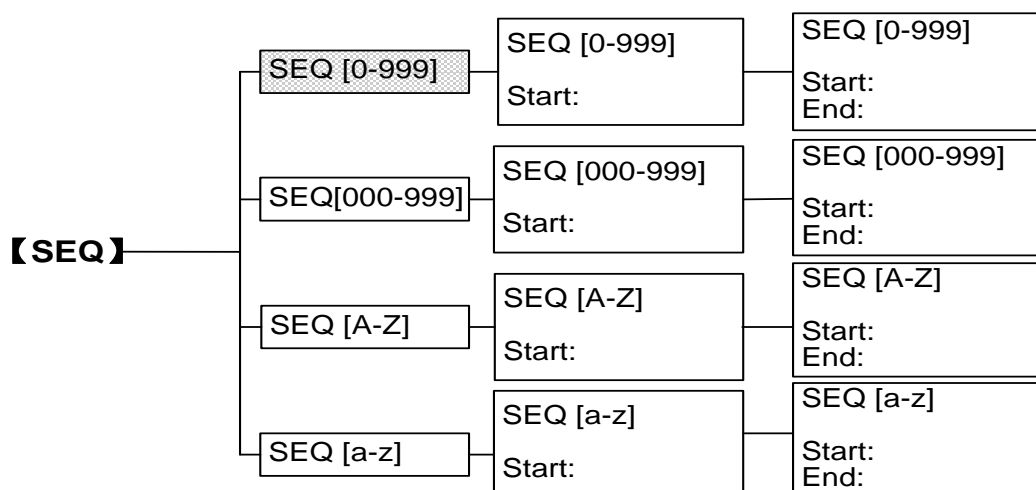 【SEQ】
SEQ [0-999]
SEQ [0-999]
Start:
SEQ [0-999]
Start:
End:
SEQ[000-999]
SEQ [000-999]
Start:
SEQ [000-999]
Start:
End:
SEQ [A-Z]
SEQ [A-Z]
Start:
SEQ [A-Z]
Start:
End:
SEQ [a-z]
SEQ [a-z]
Start:
SEQ [a-z]
Start:
End: